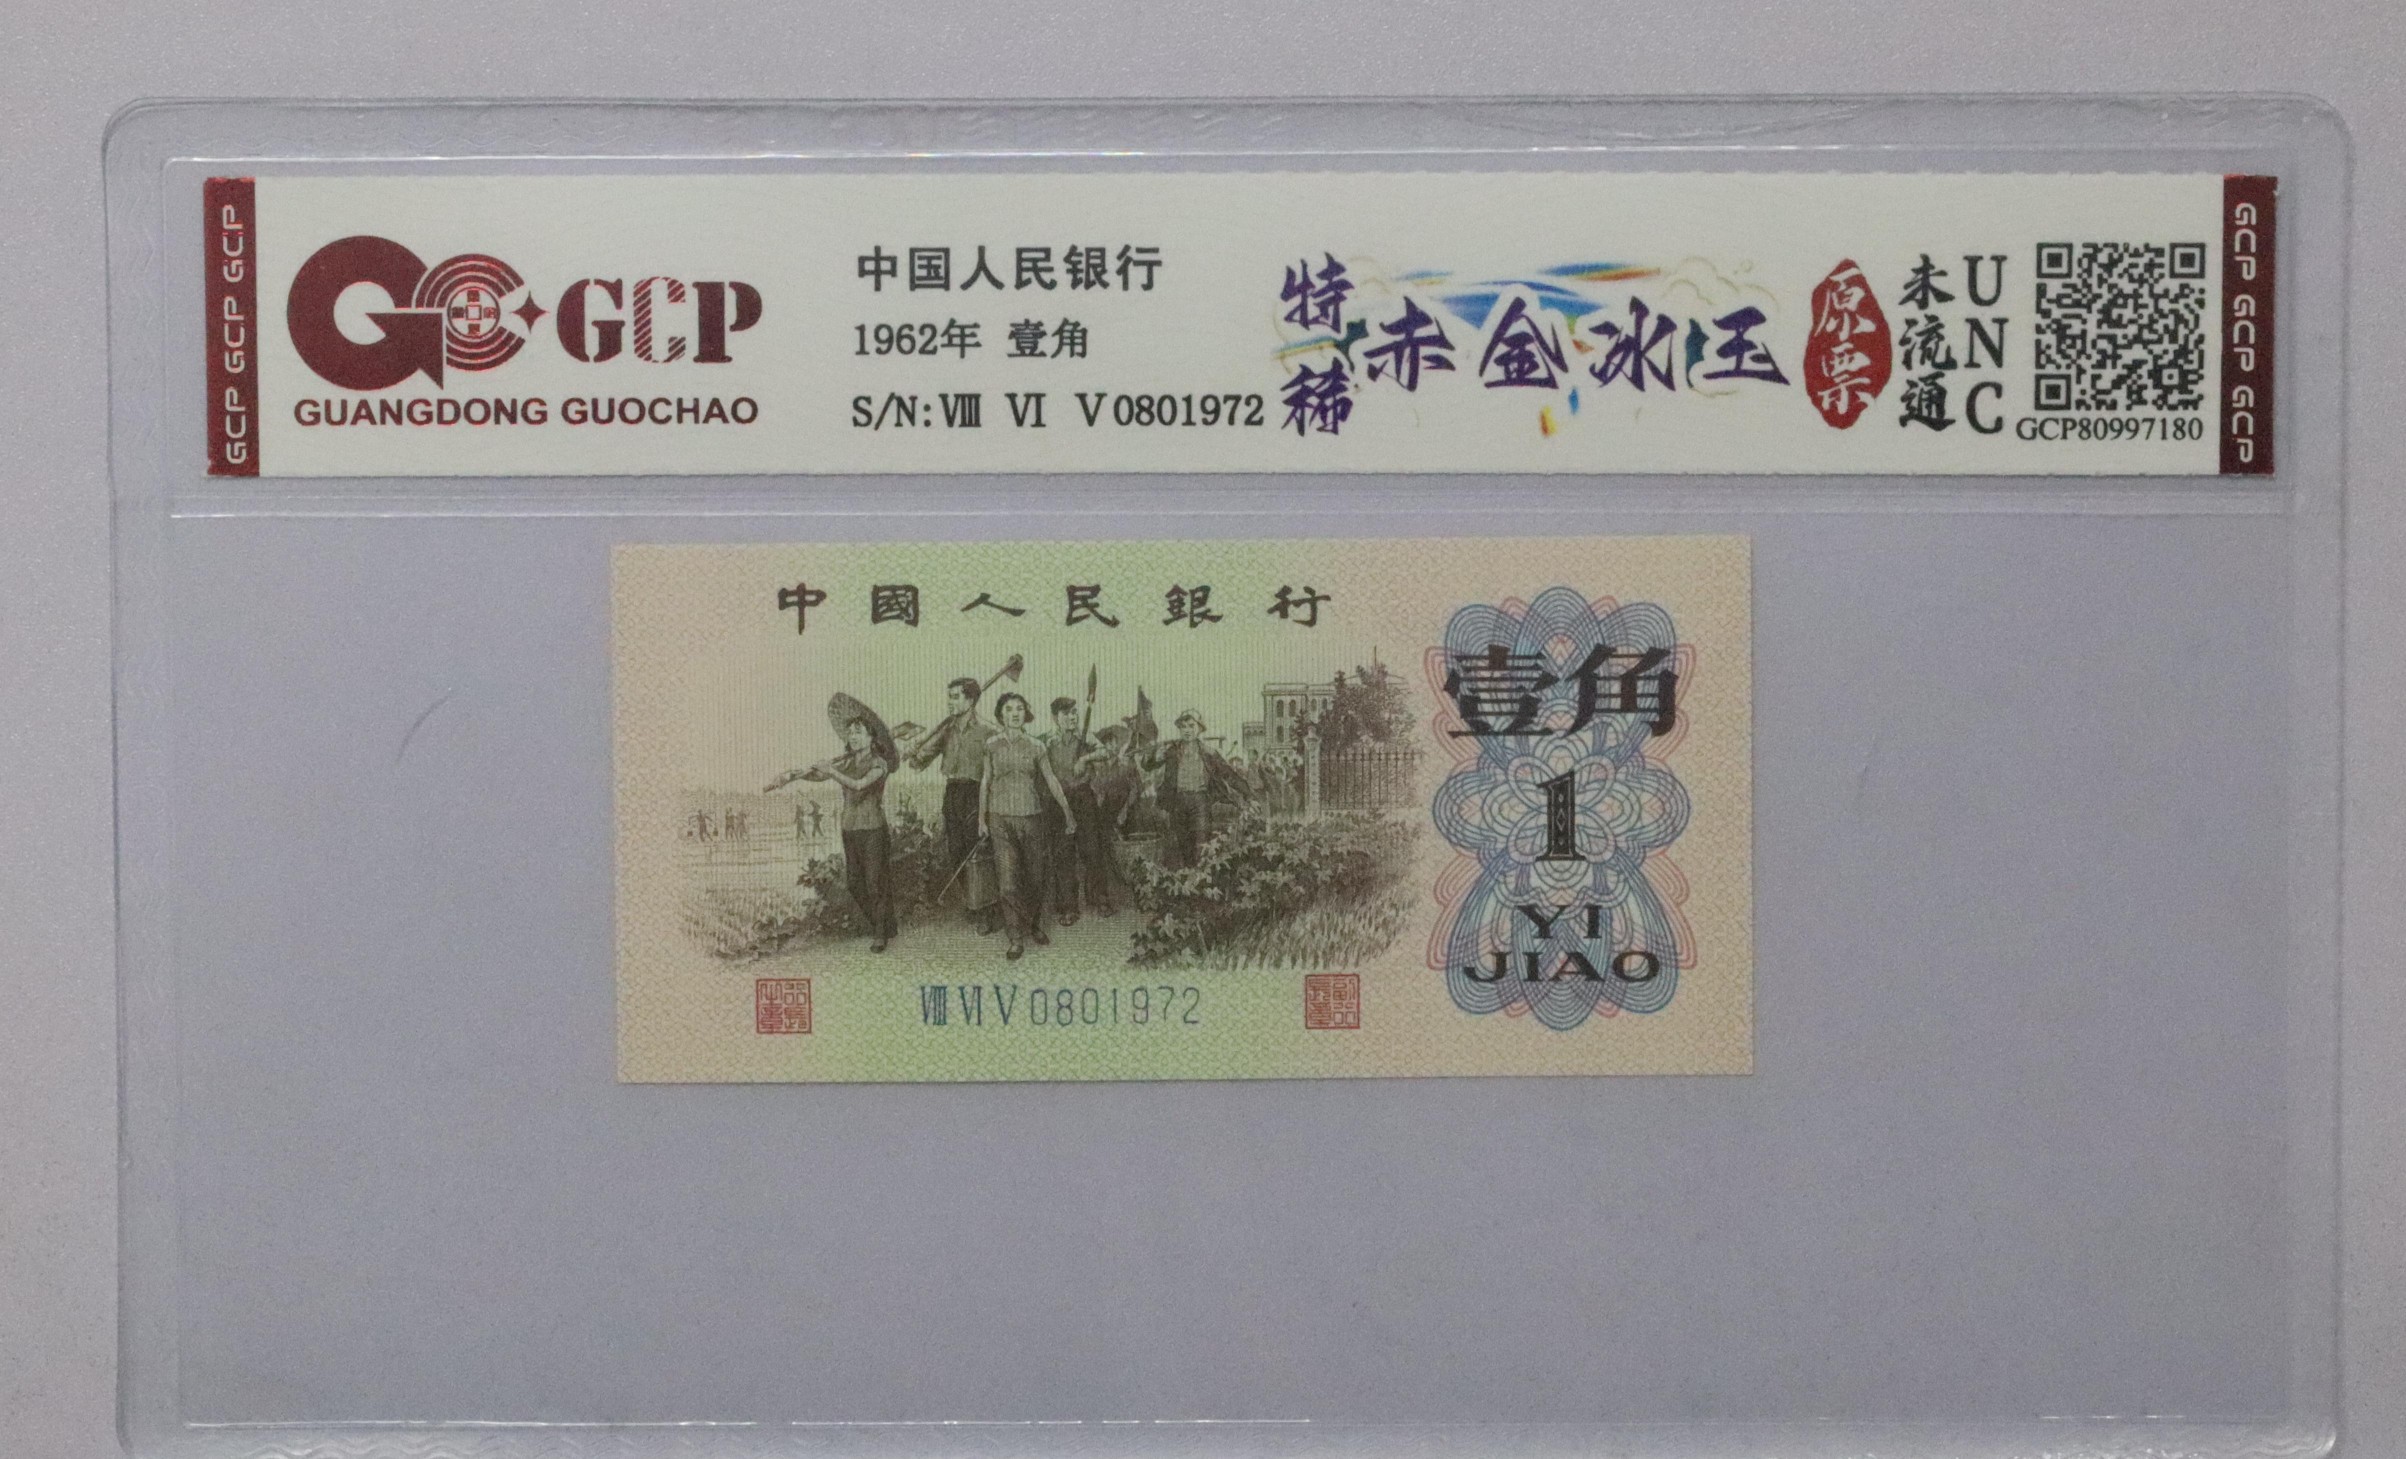 GCP GCP GCP
GCP
GUANGDONG GUOCHAO
中国人民银行
1962年 壹角
S/N: Ⅷ Ⅵ Ⅴ 0801972
特稀
赤金冰玉
原票
未流通
UNC
GCP80997180
GCP GCP GCP
中國人民銀行
壹角
1
YI
JIAO
Ⅷ Ⅵ Ⅴ 0801972